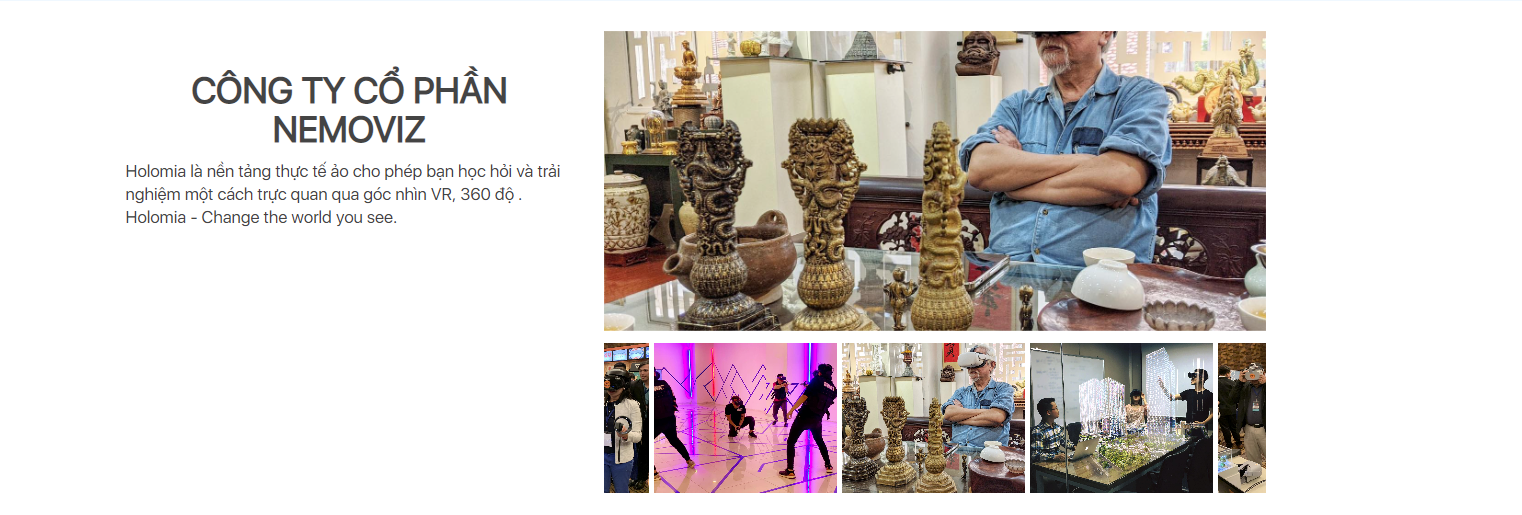 CÔNG TY CỔ PHẦN
NEMOVIZ
Holomia là nền tảng thực tế ảo cho phép bạn học hỏi và trải
nghiệm một cách trực quan qua góc nhìn VR, 360 độ .
Holomia - Change the world you see.